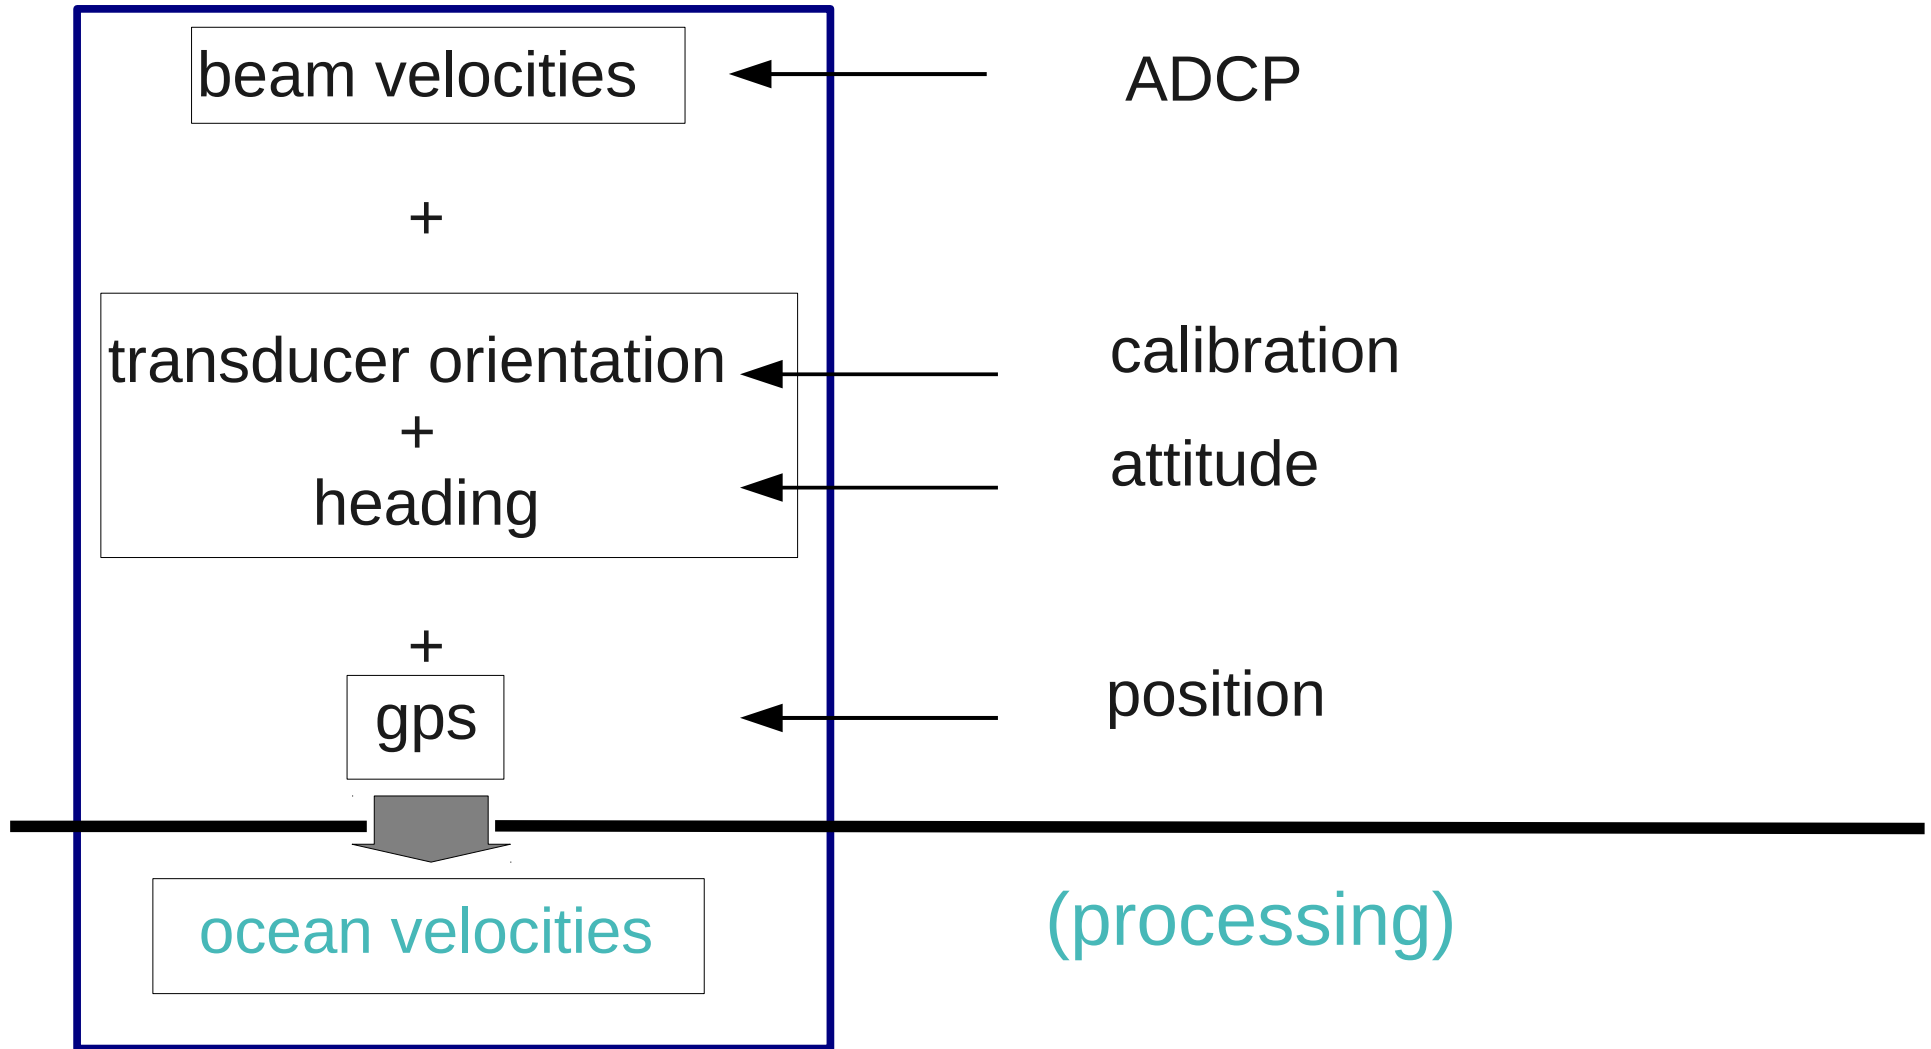 beam velocities
ADCP
+
transducer orientation
calibration
+
attitude
heading
+
gps
position
ocean velocities
(processing)